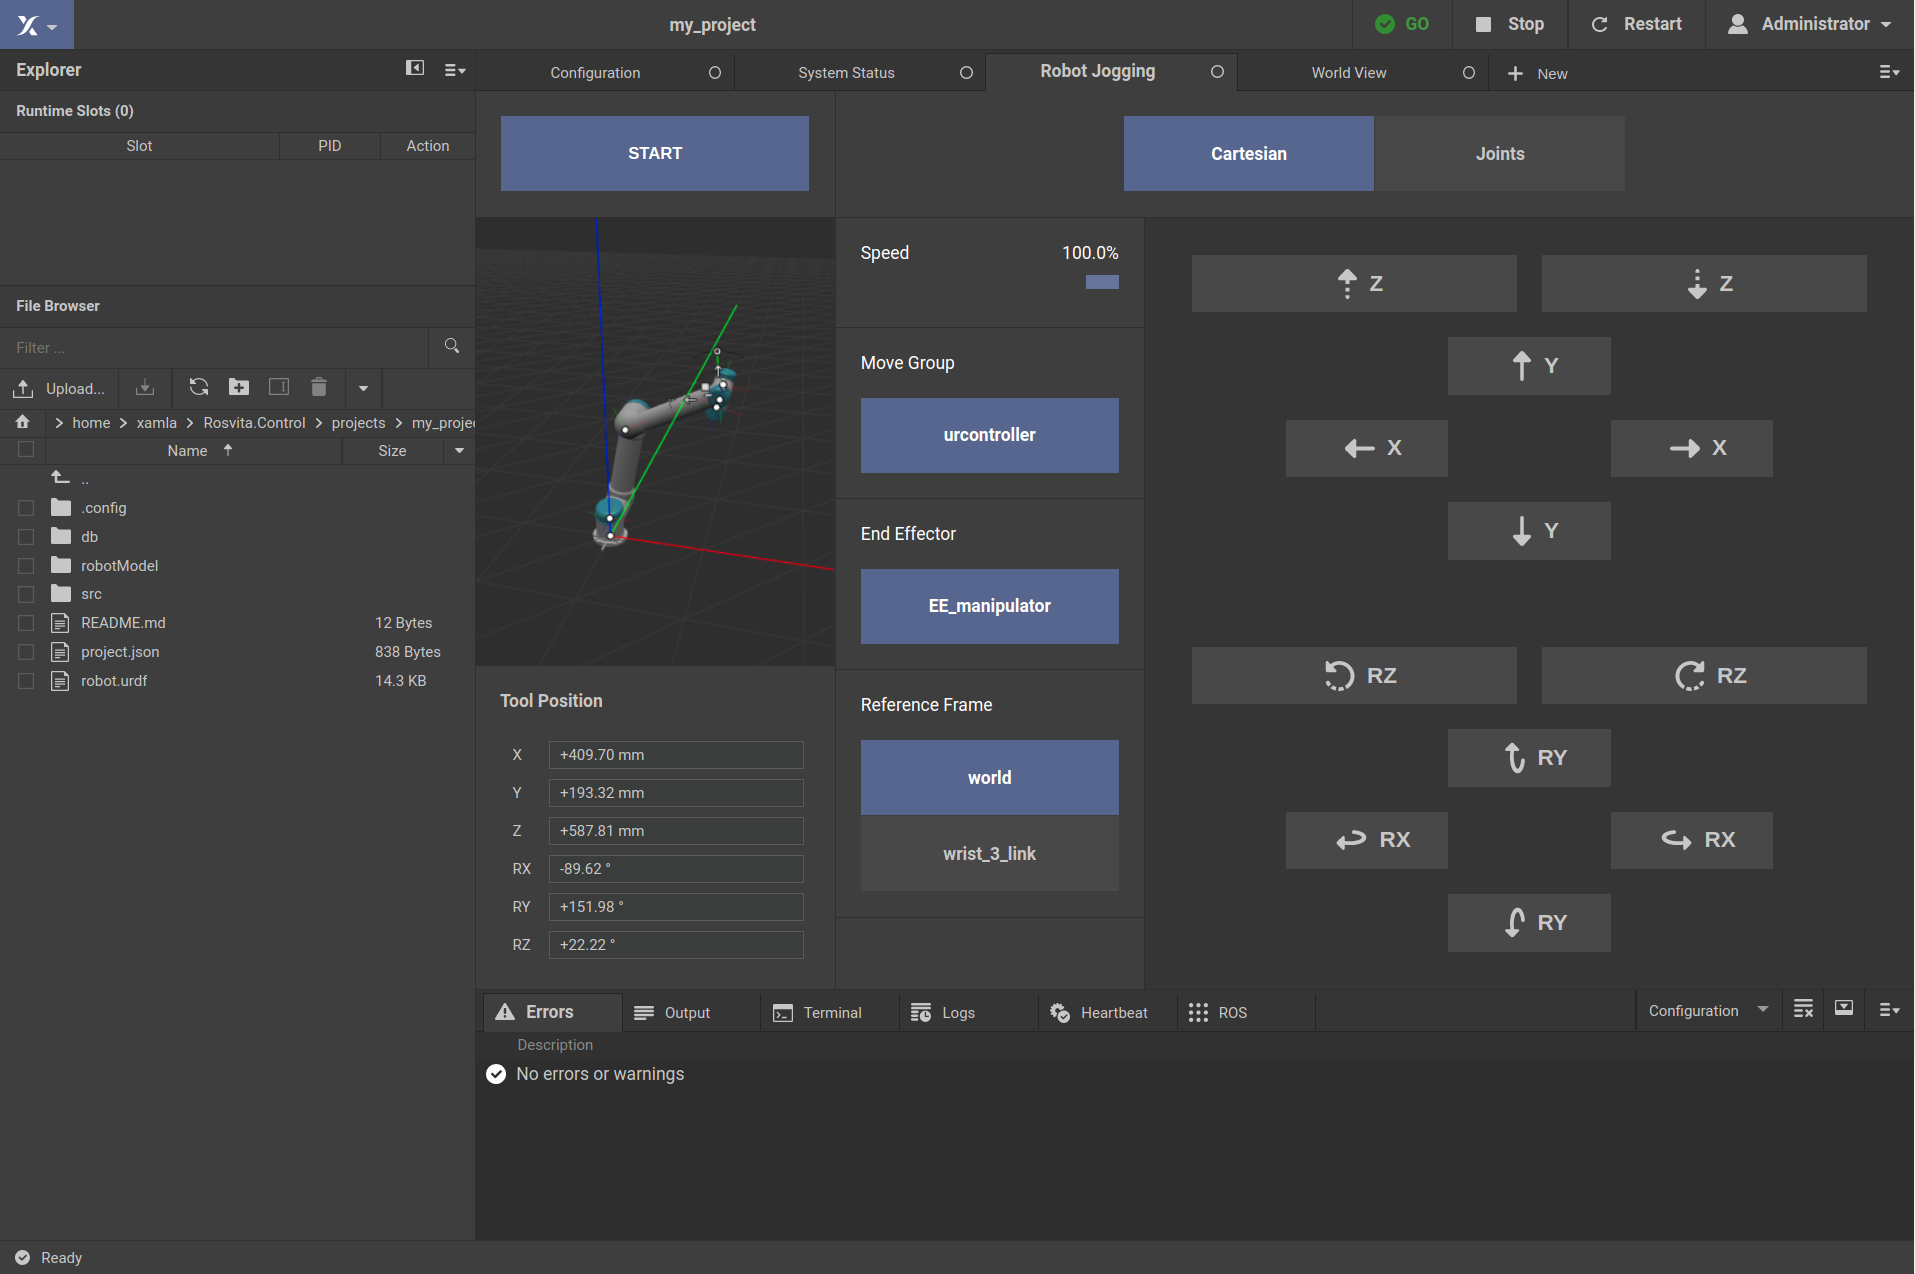 my_project
GO
Stop
Restart
Administrator
Explorer
Configuration
System Status
Robot Jogging
World View
New
Runtime Slots (0)
Slot PID Action
START
Cartesian
Joints
File Browser
Filter ...
Upload...
> home > xamla > Rosvita.Control > projects > my_projec
Name Size
..
.config
db
robotModel
src
README.md 12 Bytes
project.json 838 Bytes
robot.urdf 14.3 KB
Speed 100.0%
Move Group
urcontroller
End Effector
EE_manipulator
Reference Frame
world
wrist_3_link
Tool Position
X +409.70 mm
Y +193.32 mm
Z +587.81 mm
RX -89.62 °
RY +151.98 °
RZ +22.22 °
Z Z
Y
X X
Y
RZ RZ
RY
RX RX
RY
Errors
Output
Terminal
Logs
Heartbeat
ROS
Configuration
Description
No errors or warnings
Ready